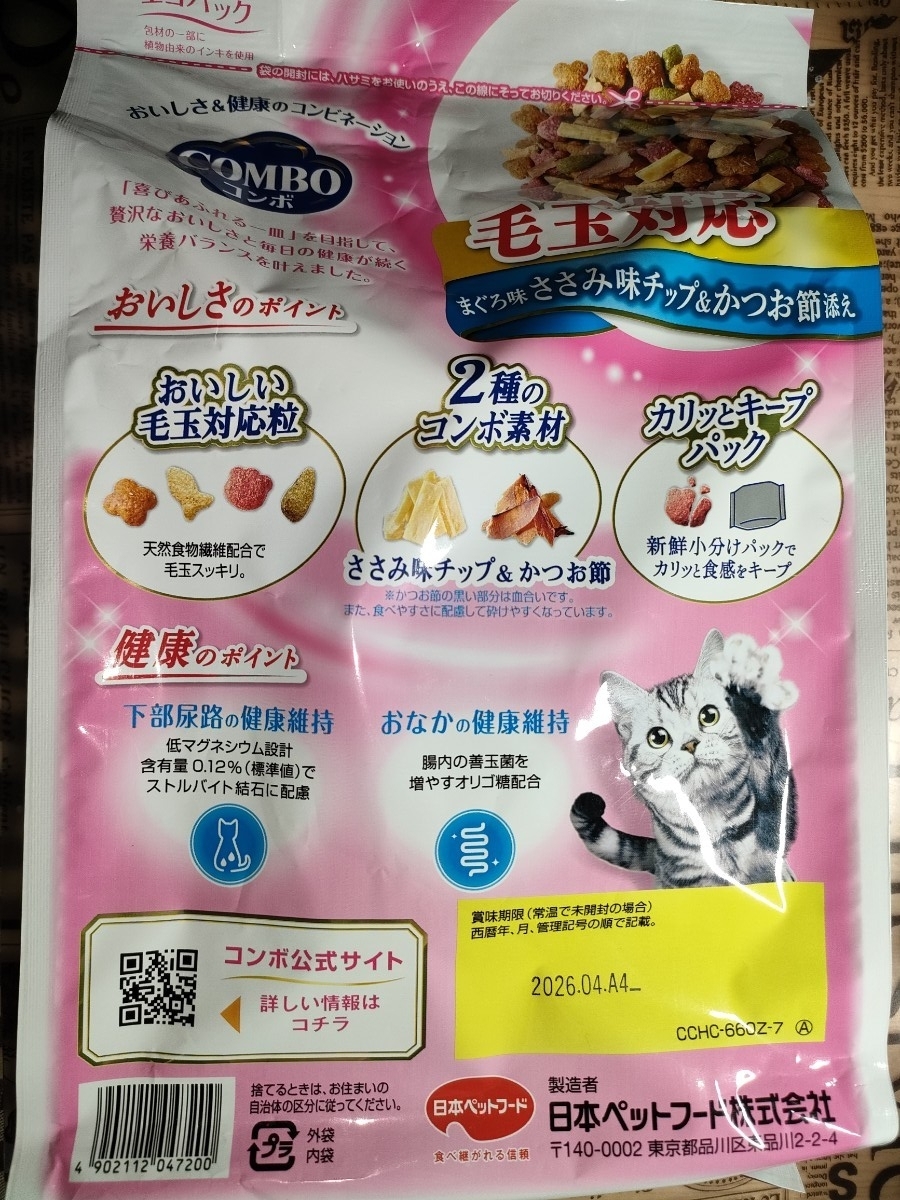 エコパック
包材の一部に
植物由来のインキを使用
袋の開封には、ハサミをお使いのうえ、この線にそってお切りください。
おいしさ&健康のコンビネーション
COMBO
コンボ
「喜びあふれる一皿」を目指して、
贅沢なおいしさと毎日の健康が続く
栄養バランスを叶えました。
毛玉対応
まぐろ味 ささみ味チップ&かつお節添え
おいしさのポイント
おいしい
毛玉対応粒
天然食物繊維配合で
毛玉スッキリ。
2種の
コンボ素材
ささみ味チップ&かつお節
※かつお節の黒い部分は血合いです。
また、食べやすさに配慮して砕けやすくなっています。
カリッとキープ
パック
新鮮小分けパックで
カリッと食感をキープ
健康のポイント
下部尿路の健康維持
低マグネシウム設計
含有量0.12%(標準値)で
ストルバイト結石に配慮
おなかの健康維持
腸内の善玉菌を
増やすオリゴ糖配合
賞味期限(常温で未開封の場合)
西暦年、月、管理記号の順で記載。
2026.04.A4
CCHC-660Z-7 Ⓐ
コンボ公式サイト
詳しい情報は
コチラ
4 902112 047200
捨てるときは、お住まいの
自治体の区分に従ってください。
プラ
外袋
内袋
日本ペットフード
食べ継がれる信頼
製造者
日本ペットフード株式会社
〒140-0002 東京都品川区東品川2-2-4